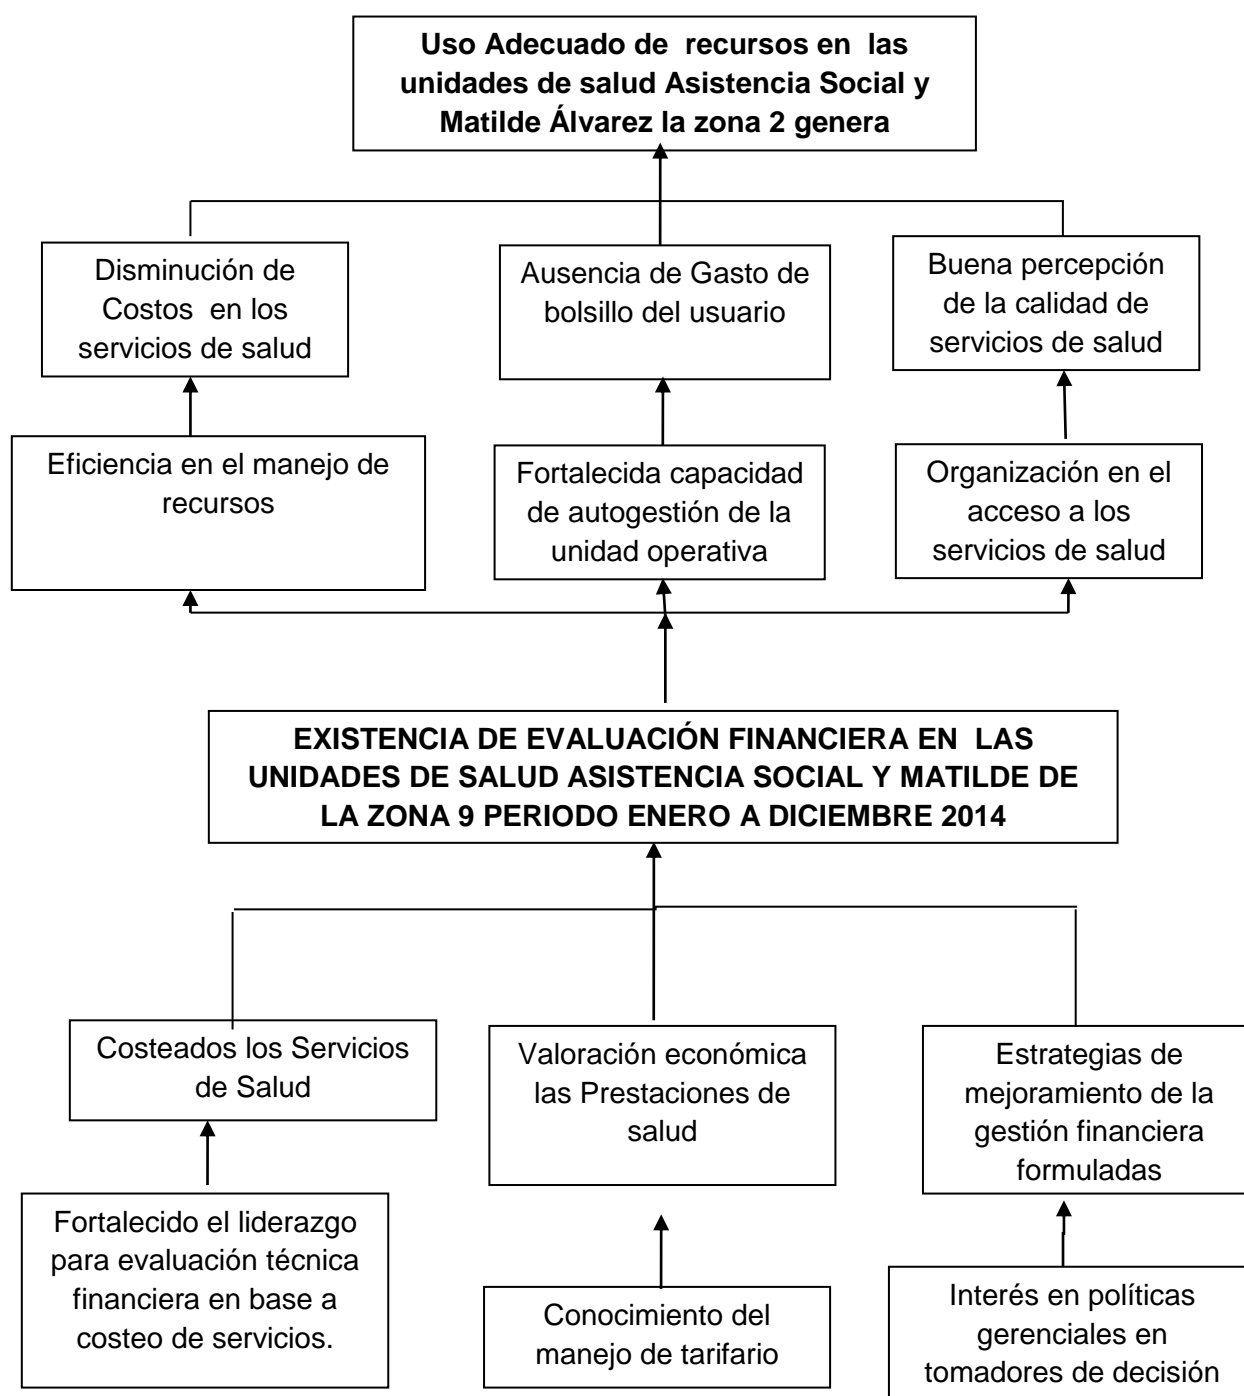 Uso Adecuado de recursos en las
unidades de salud Asistencia Social y
Matilde Álvarez la zona 2 genera
Disminución de
Costos en los
servicios de salud
Ausencia de Gasto de
bolsillo del usuario
Buena percepción
de la calidad de
servicios de salud
Eficiencia en el manejo de
recursos
Fortalecida capacidad
de autogestión de la
unidad operativa
Organización en el
acceso a los
servicios de salud
EXISTENCIA DE EVALUACIÓN FINANCIERA EN LAS
UNIDADES DE SALUD ASISTENCIA SOCIAL Y MATILDE DE
LA ZONA 9 PERIODO ENERO A DICIEMBRE 2014
Costeados los Servicios
de Salud
Valoración económica
las Prestaciones de
salud
Estrategias de
mejoramiento de la
gestión financiera
formuladas
Fortalecido el liderazgo
para evaluación técnica
financiera en base a
costeo de servicios.
Conocimiento del
manejo de tarifario
Interés en políticas
gerenciales en
tomadores de decisión